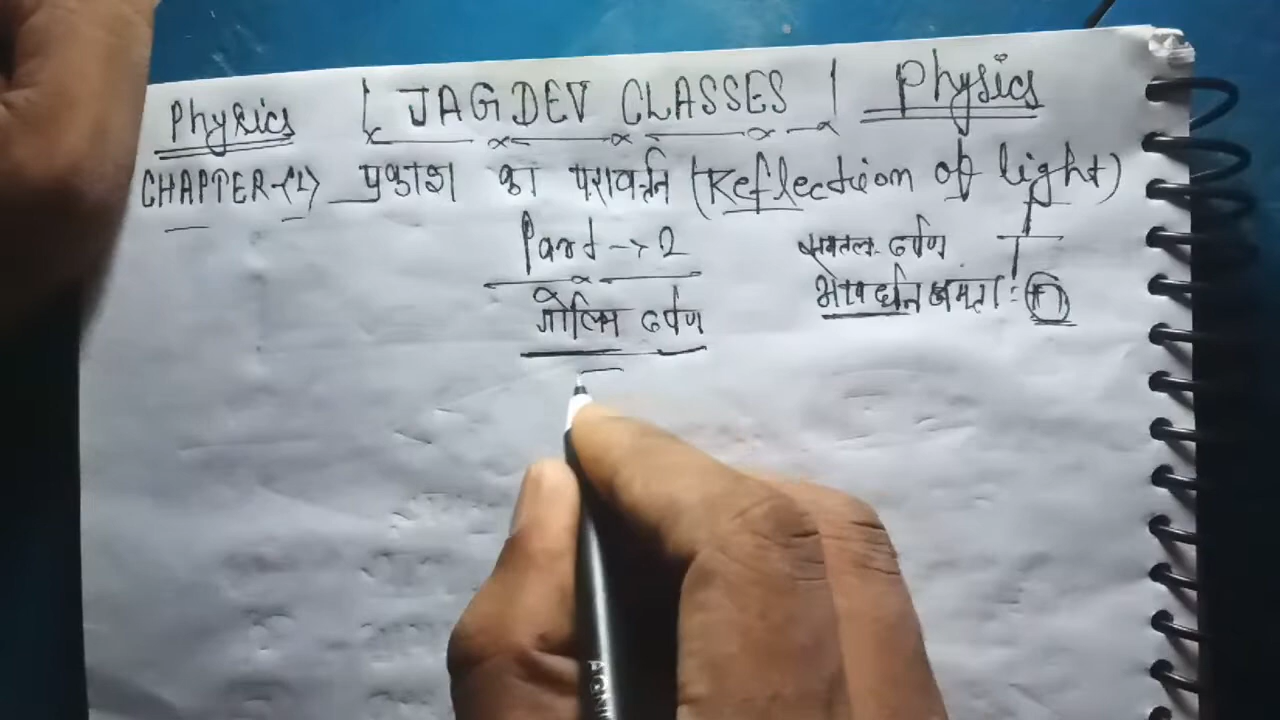 Physics JAGDEV CLASSES Physics
CHAPTER-(1) प्रकाश का परावर्तन (Reflection of light)
Part → 2
समतल दर्पण
आवर्धन क्षमता :
गोलिय दर्पण